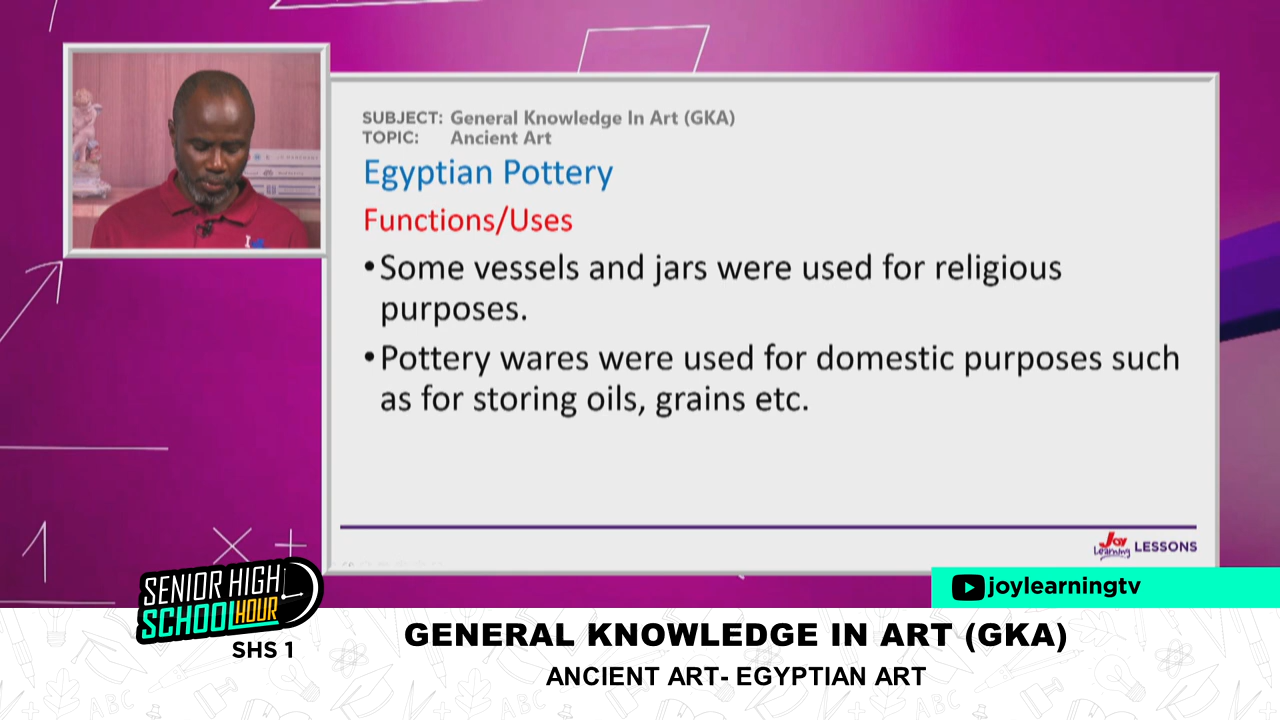 SUBJECT: General Knowledge In Art (GKA)
TOPIC: Ancient Art
Egyptian Pottery
Functions/Uses
•Some vessels and jars were used for religious
purposes.
•Pottery wares were used for domestic purposes such
as for storing oils, grains etc.
Joy
Learning LESSONS
joylearningtv
SENIOR HIGH
SCHOOL HOUR
SHS 1
GENERAL KNOWLEDGE IN ART (GKA)
ANCIENT ART- EGYPTIAN ART